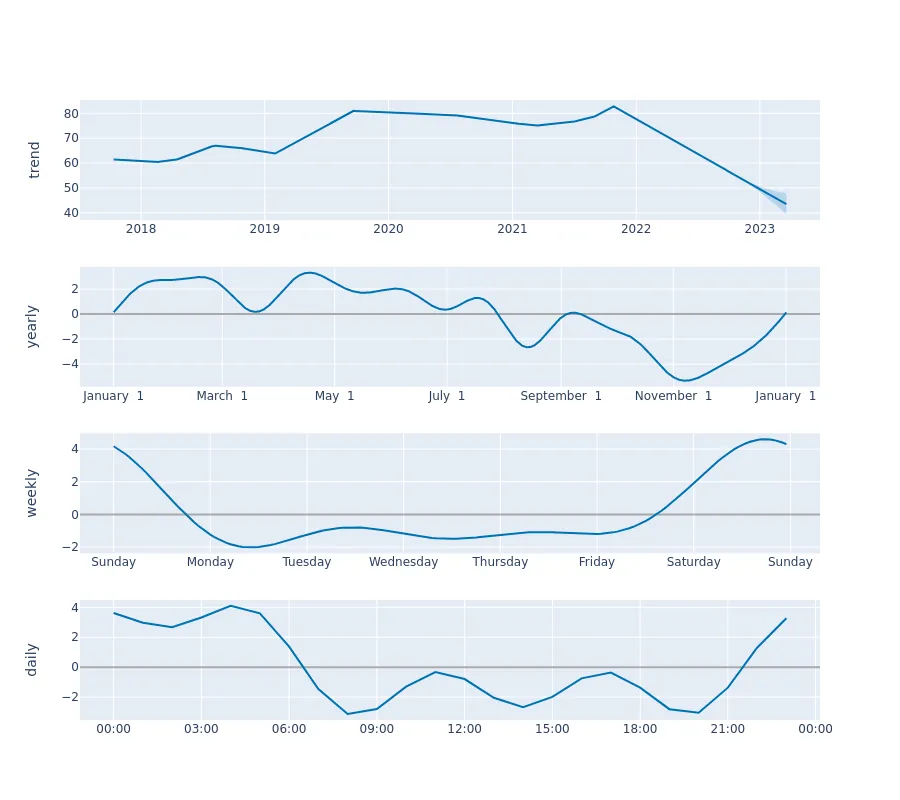 trend
80
70
60
50
40
2018 2019 2020 2021 2022 2023
yearly
2
0
−2
−4
January 1 March 1 May 1 July 1 September 1 November 1 January 1
weekly
4
2
0
−2
Sunday Monday Tuesday Wednesday Thursday Friday Saturday Sunday
daily
4
2
0
−2
00:00 03:00 06:00 09:00 12:00 15:00 18:00 21:00 00:00